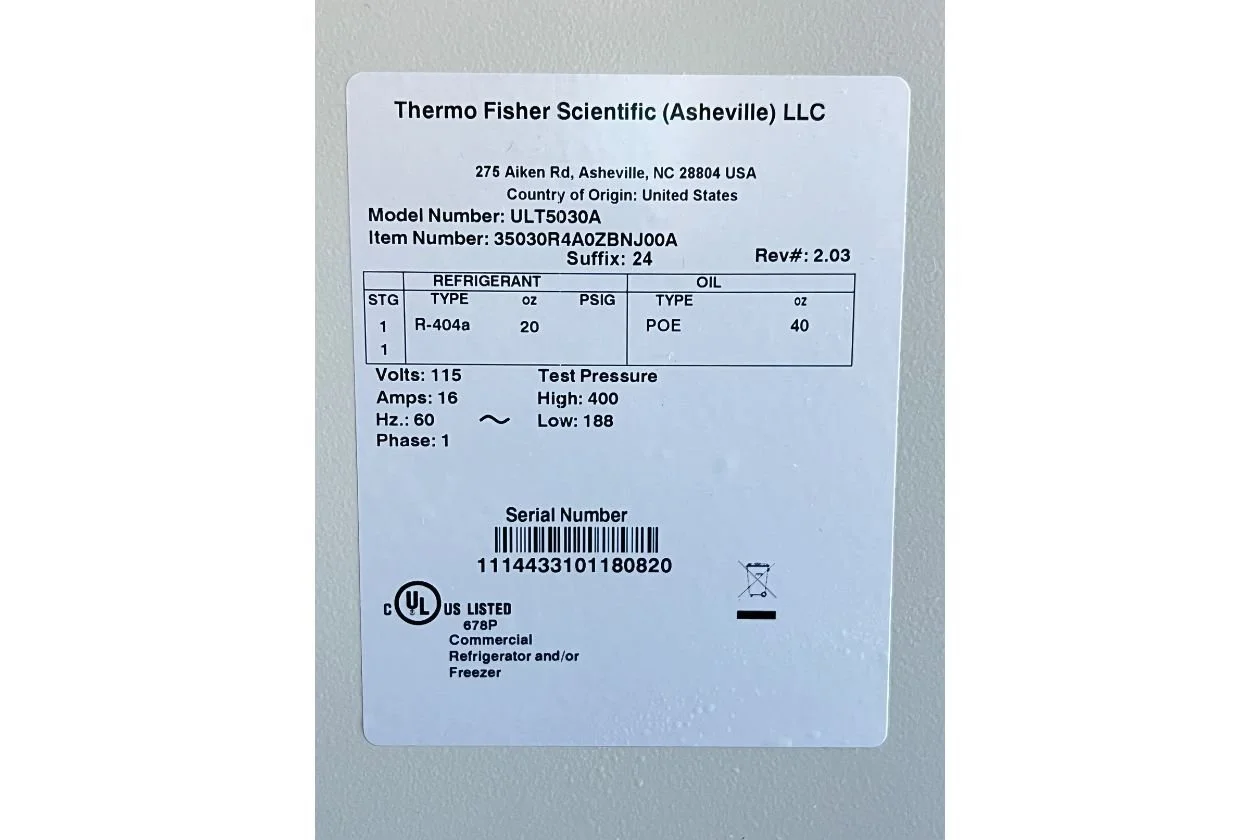 Thermo Fisher Scientific (Asheville) LLC
275 Aiken Rd, Asheville, NC 28804 USA
Country of Origin: United States
Model Number: ULT5030A
Item Number: 35030R4A0ZBNJ00A
Suffix: 24 Rev#: 2.03
REFRIGERANT OIL
STG TYPE oz PSIG TYPE oz
1 R-404a 20 POE 40
1
Volts: 115 Test Pressure
Amps: 16 High: 400
Hz.: 60 ~ Low: 188
Phase: 1
Serial Number
1114433101180820
C UL US LISTED
678P
Commercial
Refrigerator and/or
Freezer